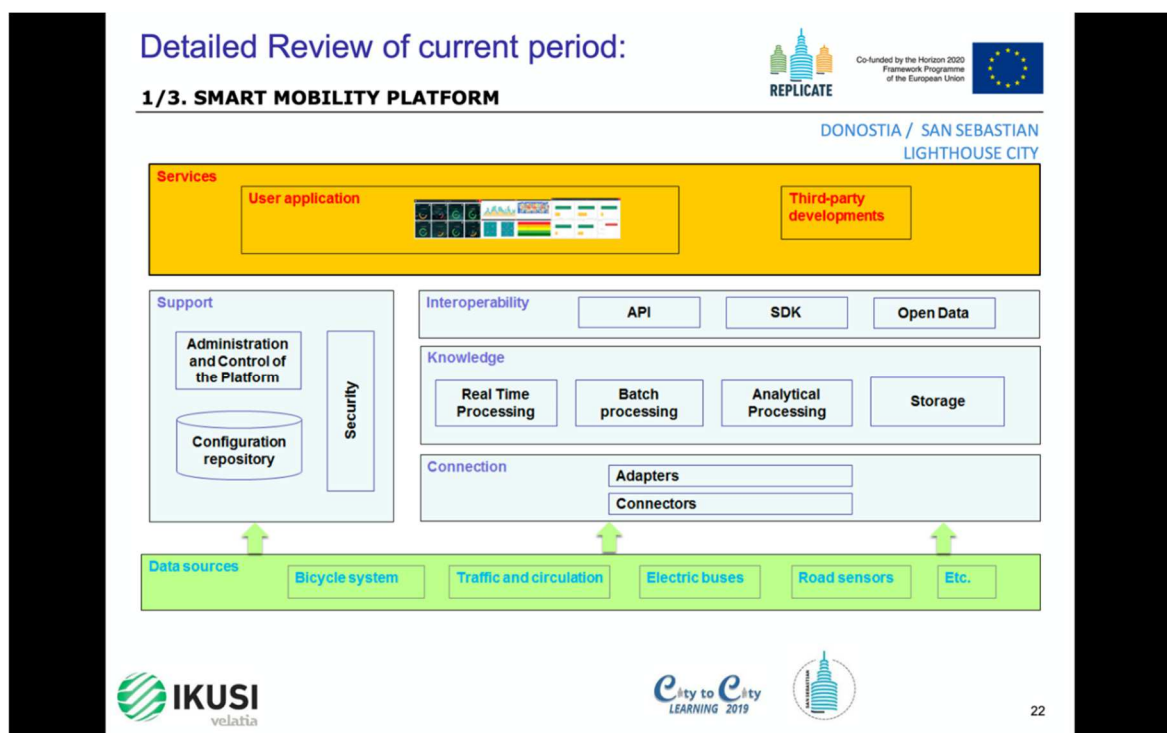 Detailed Review of current period:
1/3. SMART MOBILITY PLATFORM
REPLICATE
Co-funded by the Horizon 2020
Framework Programme
of the European Union
DONOSTIA / SAN SEBASTIAN
LIGHTHOUSE CITY
Services
User application
Third-party
developments
Support
Administration
and Control of
the Platform
Configuration
repository
Security
Interoperability
API
SDK
Open Data
Knowledge
Real Time
Processing
Batch
processing
Analytical
Processing
Storage
Connection
Adapters
Connectors
Data sources
Bicycle system
Traffic and circulation
Electric buses
Road sensors
Etc.
IKUSI
velatia
City to City
LEARNING 2019
SAN SEBASTIAN
22